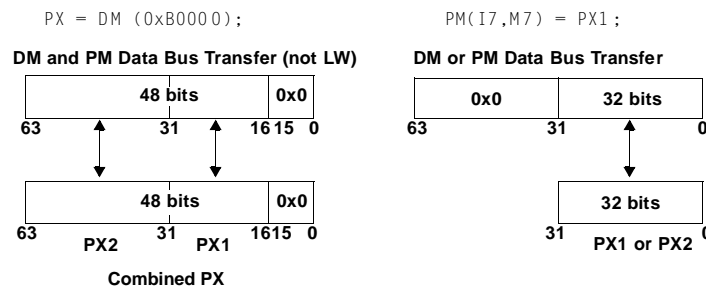 PX = DM (0xB0000);
PM(I7,M7) = PX1;
DM and PM Data Bus Transfer (not LW)
DM or PM Data Bus Transfer
48 bits 0x0
0x0 32 bits
63 31 16 15 0
63 31 0
48 bits 0x0
32 bits
63 31 16 15 0
31 0
PX2 PX1
PX1 or PX2
Combined PX